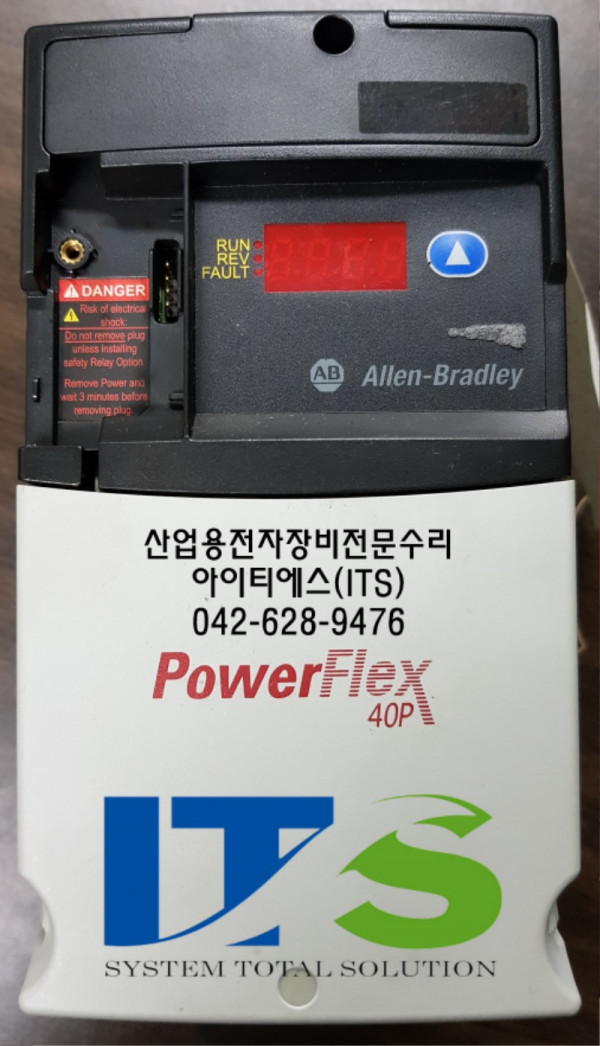 RUN
REV
FAULT
DANGER
Risk of electrical
shock:
Do not remove plug
unless installing
safety Relay Option.
Remove Power and
wait 3 minutes before
removing plug.
AB Allen-Bradley
산업용전자장비전문수리
아이티에스(ITS)
042-628-9476
PowerFlex
40P
ITS
SYSTEM TOTAL SOLUTION